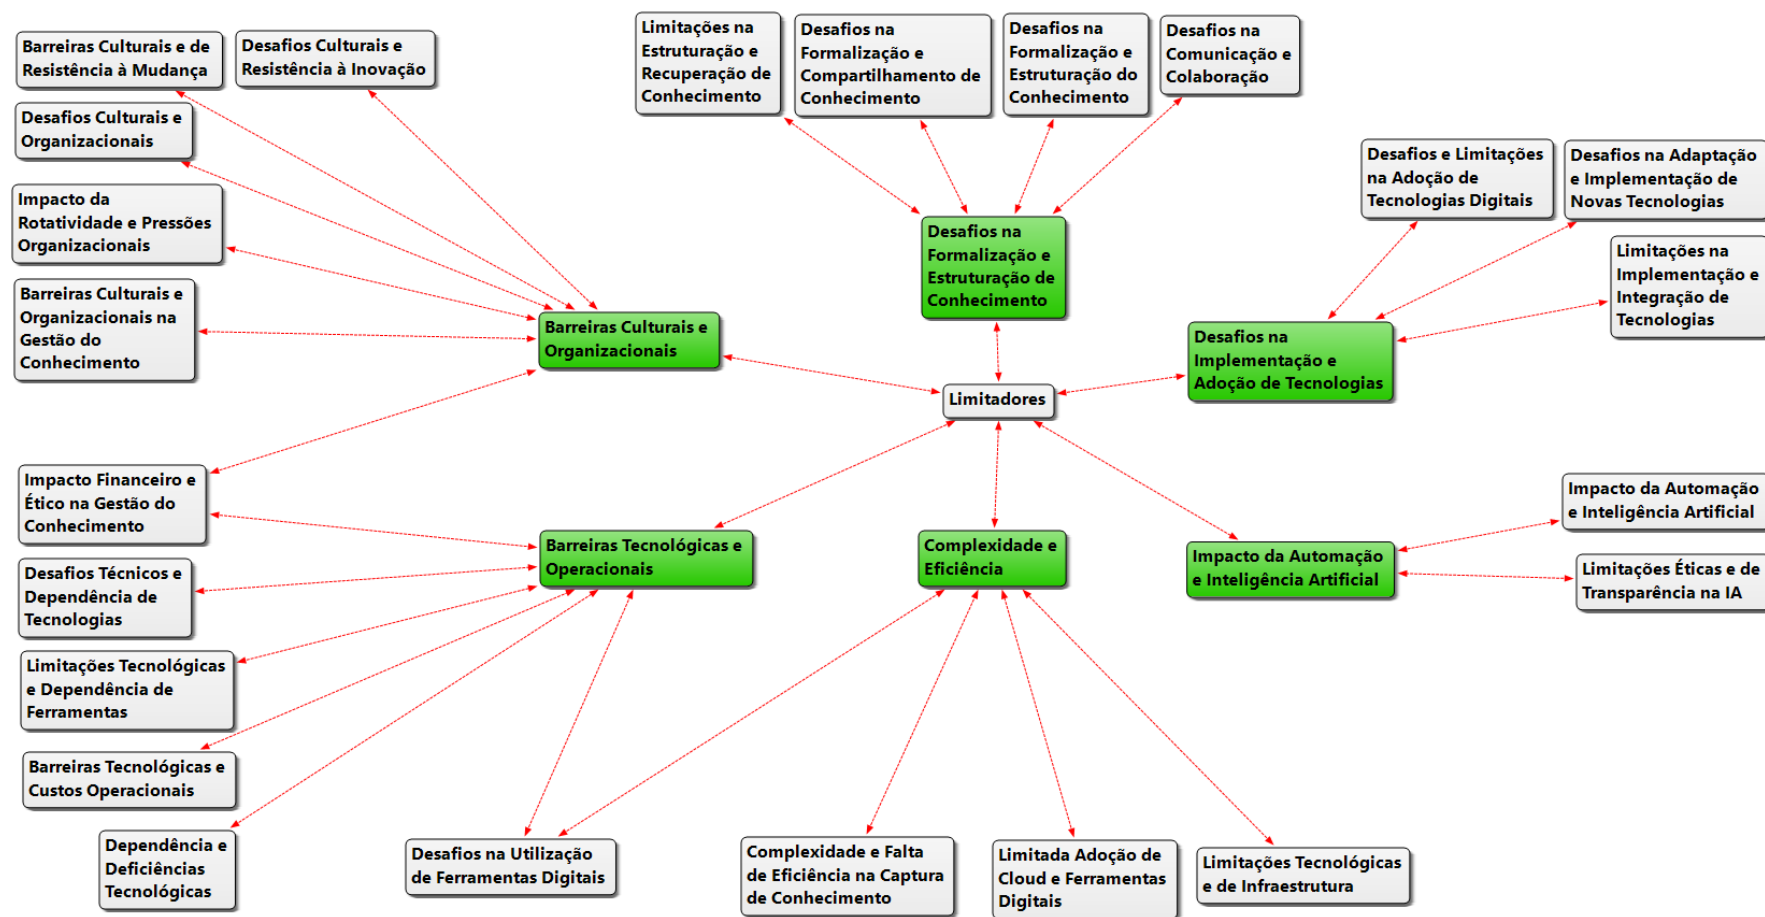 Barreiras Culturais e de
Resistência à Mudança
Desafios Culturais e
Resistência à Inovação
Limitações na
Estruturação e
Recuperação de
Conhecimento
Desafios na
Formalização e
Compartilhamento de
Conhecimento
Desafios na
Formalização e
Estruturação do
Conhecimento
Desafios na
Comunicação e
Colaboração
Desafios Culturais e
Organizacionais
Desafios e Limitações
na Adoção de
Tecnologias Digitais
Desafios na Adaptação
e Implementação de
Novas Tecnologias
Impacto da
Rotatividade e Pressões
Organizacionais
Desafios na
Formalização e
Estruturação de
Conhecimento
Limitações na
Implementação e
Integração de
Tecnologias
Barreiras Culturais e
Organizacionais na
Gestão do
Conhecimento
Barreiras Culturais e
Organizacionais
Desafios na
Implementação e
Adoção de Tecnologias
Limitadores
Impacto Financeiro e
Ético na Gestão do
Conhecimento
Impacto da Automação
e Inteligência Artificial
Barreiras Tecnológicas e
Operacionais
Complexidade e
Eficiência
Impacto da Automação
e Inteligência Artificial
Limitações Éticas e de
Transparência na IA
Desafios Técnicos e
Dependência de
Tecnologias
Limitações Tecnológicas
e Dependência de
Ferramentas
Barreiras Tecnológicas e
Custos Operacionais
Dependência e
Deficiências
Tecnológicas
Desafios na Utilização
de Ferramentas Digitais
Complexidade e Falta
de Eficiência na Captura
de Conhecimento
Limitada Adoção de
Cloud e Ferramentas
Digitais
Limitações Tecnológicas
e de Infraestrutura